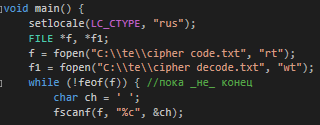 void main() {
setlocale(LC_CTYPE, "rus");
FILE *f, *f1;
f = fopen("C:\\te\\cipher code.txt", "rt");
f1 = fopen("C:\\te\\cipher decode.txt", "wt");
while (!feof(f)) { //пока _не_ конец
char ch = ' ';
fscanf(f, "%c", &ch);